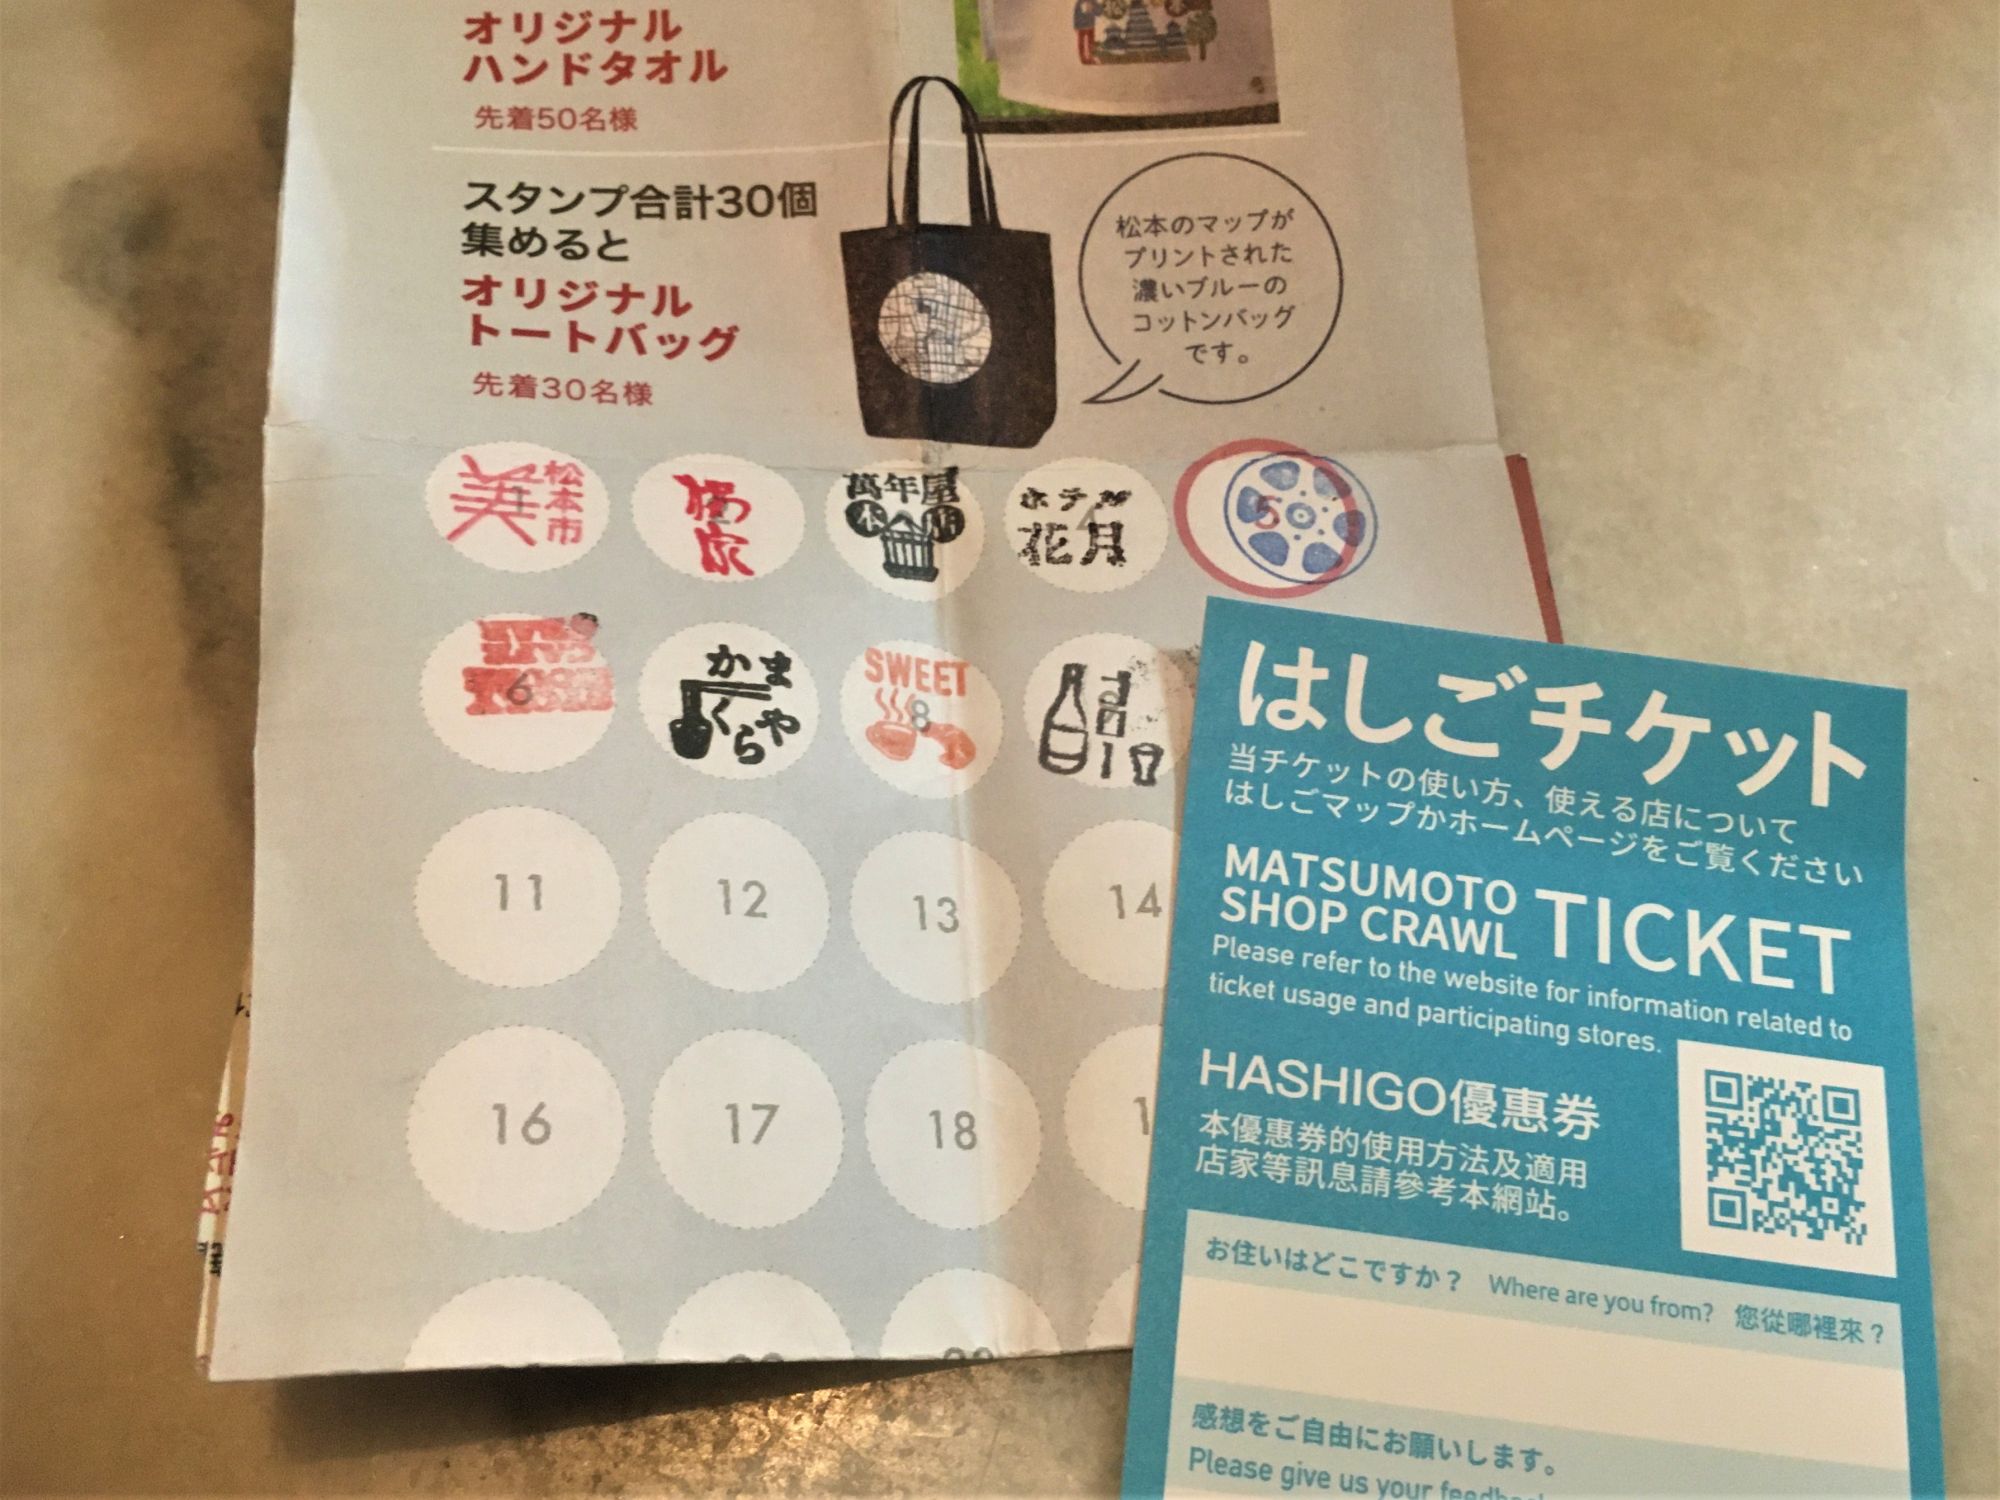 オリジナル
ハンドタオル
先着50名様
スタンプ合計30個
集めると
オリジナル
トートバッグ
先着30名様
松本のマップが
プリントされた
濃いブルーの
コットンバッグ
です。
美 松本市
萬年屋
本店
ホテル
花月
5
6
かま
くらや
SWEET
8
11
12
13
14
16
17
18
はしごチケット
当チケットの使い方、使える店について
はしごマップかホームページをご覧ください
MATSUMOTO
SHOP CRAWL TICKET
Please refer to the website for information related to
ticket usage and participating stores.
HASHIGO優惠券
本優惠券的使用方法及適用
店家等訊息請參考本網站。
お住いはどこですか？ Where are you from? 您從哪裡來？
感想をご自由にお願いします。
Please give us your